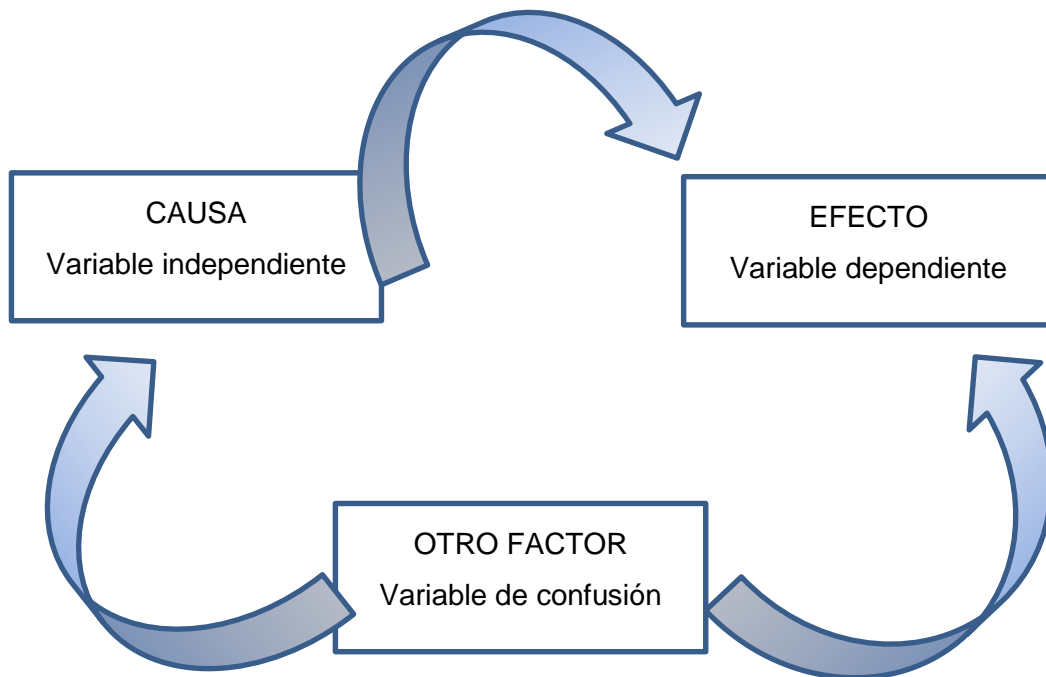 CAUSA
Variable independiente
EFECTO
Variable dependiente
OTRO FACTOR
Variable de confusión